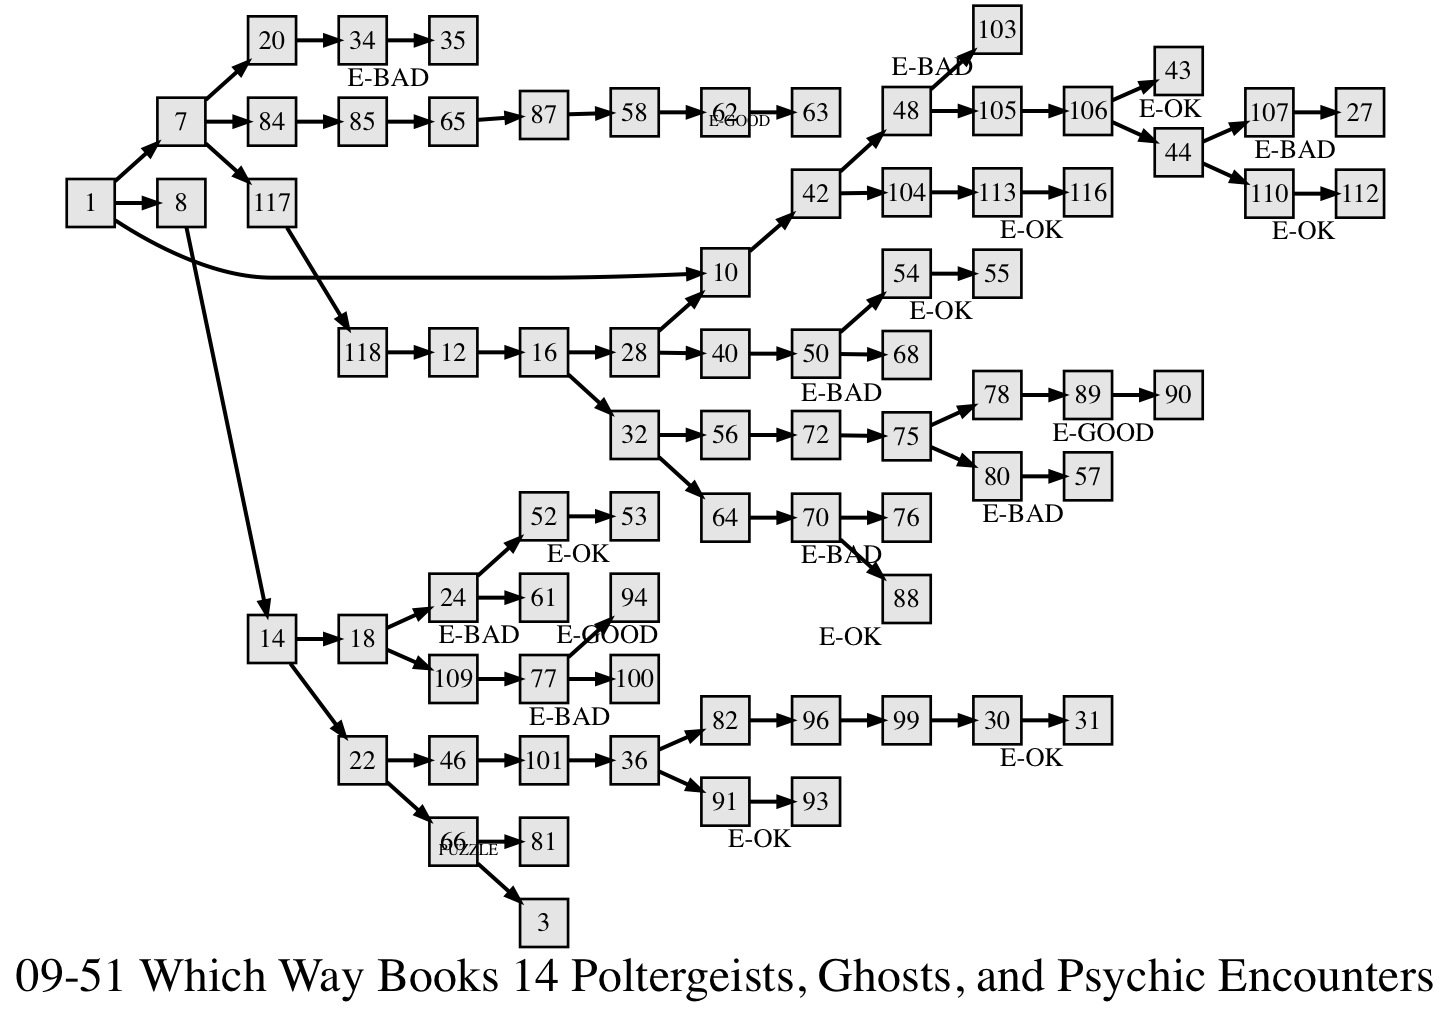 103
20 34 35
43
E-BAD
E-BAD
7 84 85 65 87 58 62 63
E-GOOD
48 105 106
E-OK
107 27
44
E-BAD
1 8 117
42 104 113 116
110 112
E-OK
E-OK
10
54 55
E-OK
118 12 16 28 40 50 68
E-BAD
78 89 90
E-GOOD
32 56 72 75
80 57
E-BAD
52 53
64 70 76
E-OK
E-BAD
24 61 94
88
14 18
E-BAD
E-GOOD
E-OK
109 77 100
E-BAD
82 96 99 30 31
22 46 101 36
E-OK
91 93
E-OK
66 81
PUZZLE
3
09-51 Which Way Books 14 Poltergeists, Ghosts, and Psychic Encounters